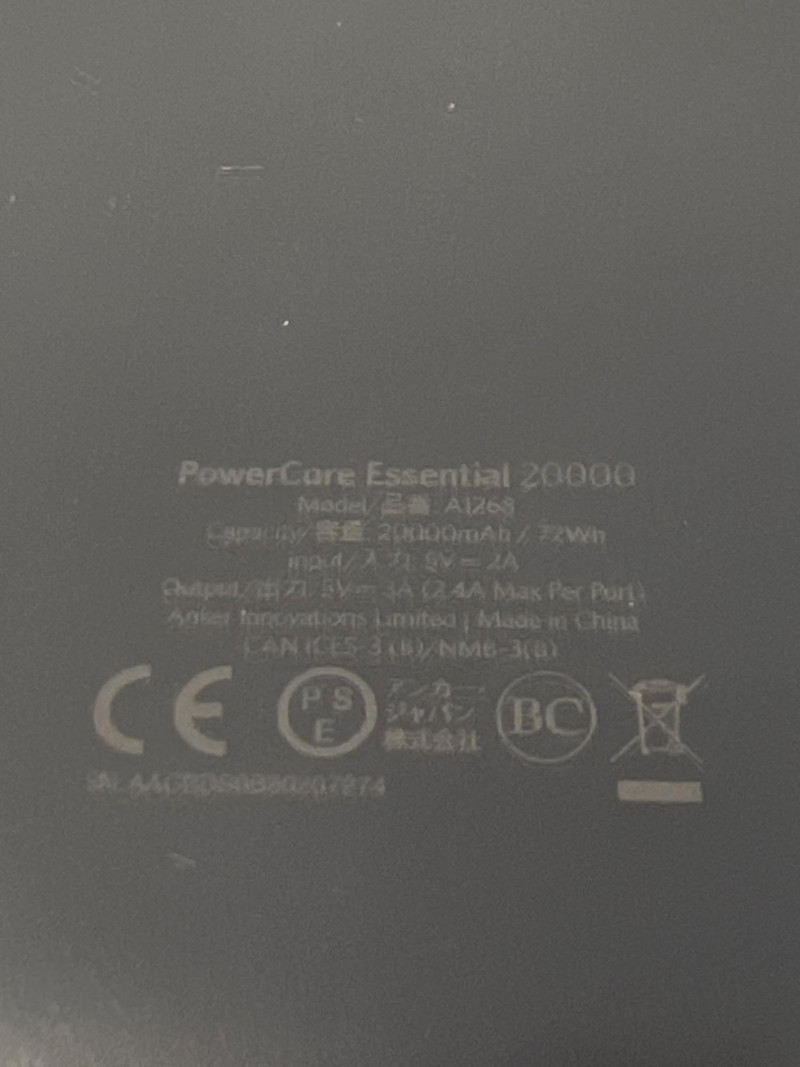 PowerCore Essential 20000
Model/品番: A1268
Capacity/容量: 20000mAh / 72Wh
Input/入力: 5V ⎓ 2A
Output/出力: 5V ⎓ 3A (2.4A Max Per Port)
Anker Innovations Limited | Made in China
CAN ICES-3 (B)/NMB-3(B)
CE
PSE
アンカー・
ジャパン
株式会社
BC
SN: